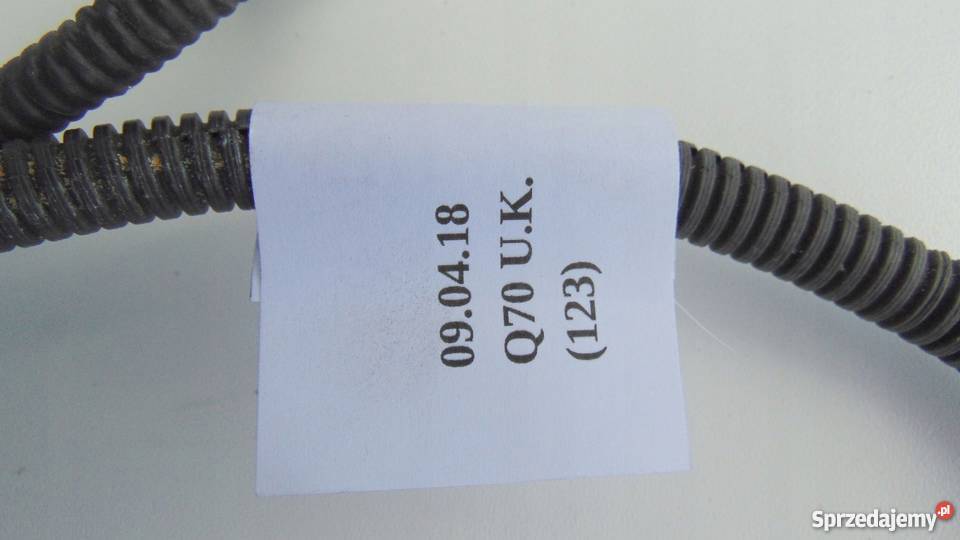 09.04.18
Q70 U.K.
(123)
Sprzedajemy.pl